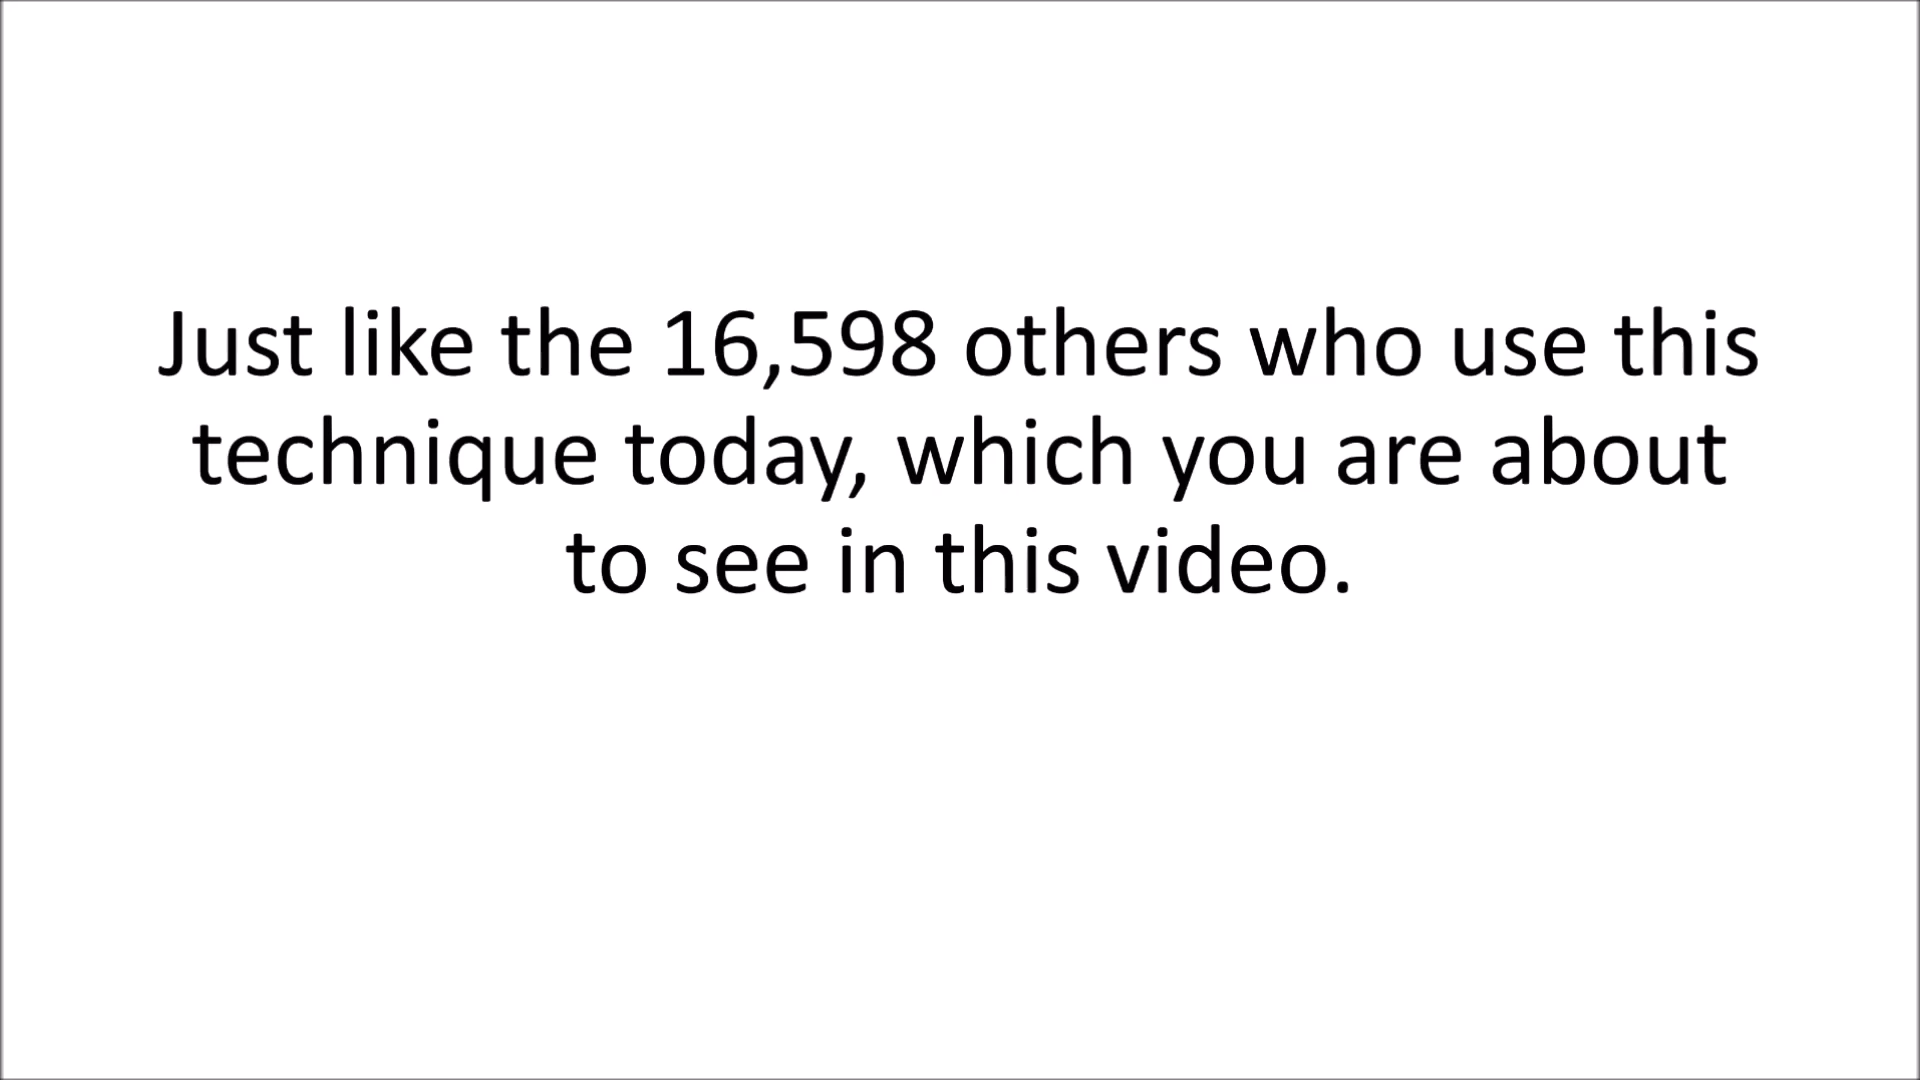 Just like the 16,598 others who use this
technique today, which you are about
to see in this video.